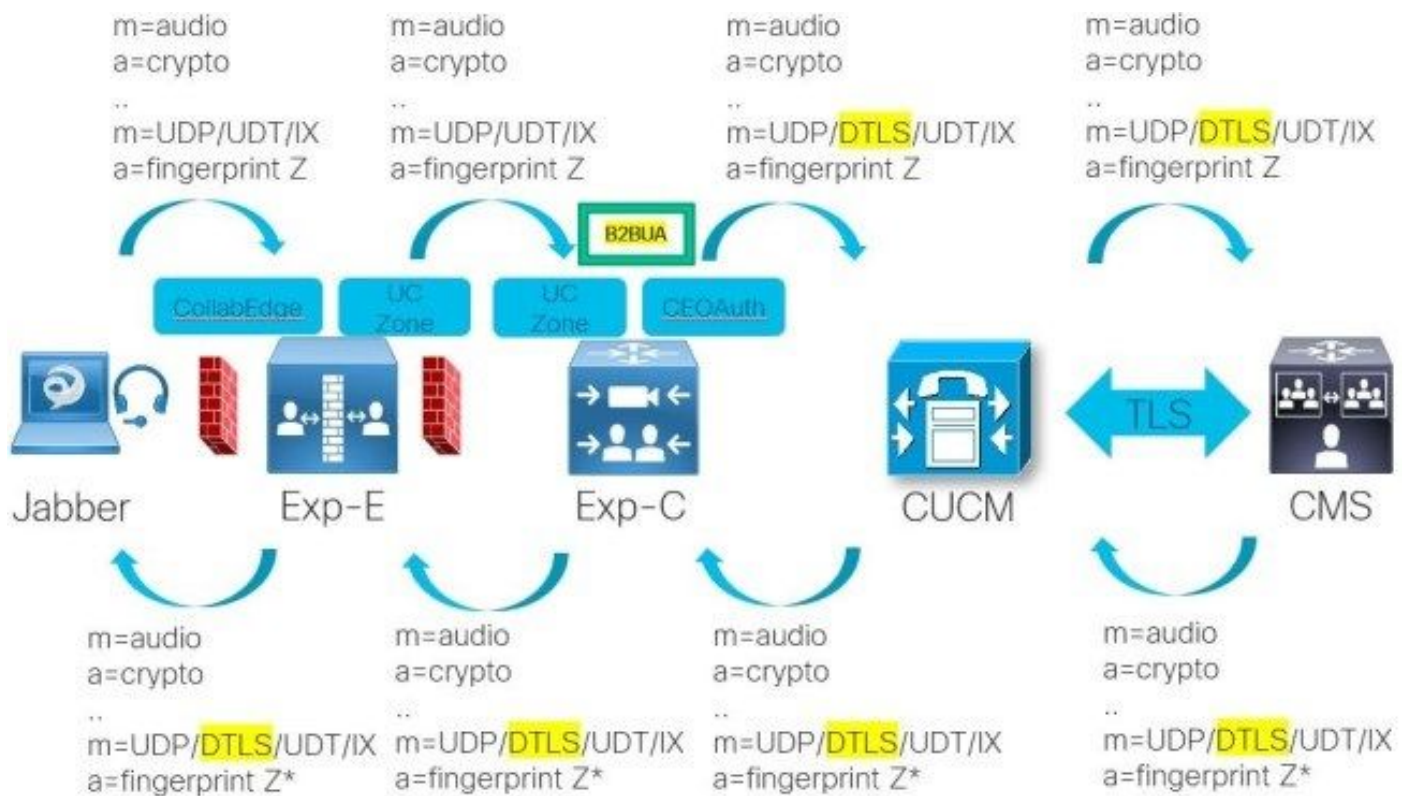 m=audio
a=crypto
..
m=UDP/UDT/IX
a=fingerprint Z
m=audio
a=crypto
..
m=UDP/UDT/IX
a=fingerprint Z
m=audio
a=crypto
..
m=UDP/DTLS/UDT/IX
a=fingerprint Z
m=audio
a=crypto
..
m=UDP/DTLS/UDT/IX
a=fingerprint Z
B2BUA
CollabEdge
UC
Zone
UC
Zone
CEOAuth
TLS
Jabber
Exp-E
Exp-C
CUCM
CMS
m=audio
a=crypto
..
m=UDP/DTLS/UDT/IX
a=fingerprint Z*
m=audio
a=crypto
..
m=UDP/DTLS/UDT/IX
a=fingerprint Z*
m=audio
a=crypto
..
m=UDP/DTLS/UDT/IX
a=fingerprint Z*
m=audio
a=crypto
..
m=UDP/DTLS/UDT/IX
a=fingerprint Z*